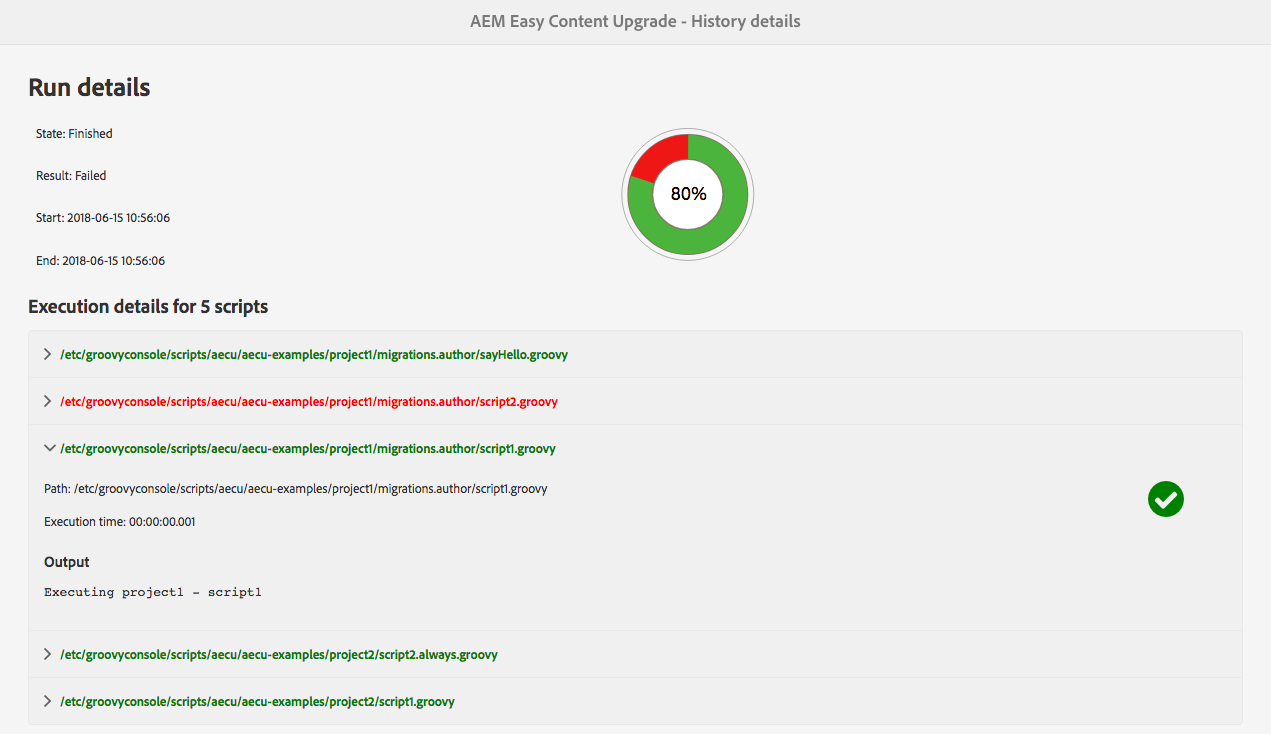 AEM Easy Content Upgrade - History details
Run details
State: Finished
Result: Failed
Start: 2018-06-15 10:56:06
End: 2018-06-15 10:56:06
80%
Execution details for 5 scripts
/etc/groovyconsole/scripts/aecu/aecu-examples/project1/migrations.author/sayHello.groovy
/etc/groovyconsole/scripts/aecu/aecu-examples/project1/migrations.author/script2.groovy
/etc/groovyconsole/scripts/aecu/aecu-examples/project1/migrations.author/script1.groovy
Path: /etc/groovyconsole/scripts/aecu/aecu-examples/project1/migrations.author/script1.groovy
Execution time: 00:00:00.001
Output
Executing project1 - script1
/etc/groovyconsole/scripts/aecu/aecu-examples/project2/script2.always.groovy
/etc/groovyconsole/scripts/aecu/aecu-examples/project2/script1.groovy